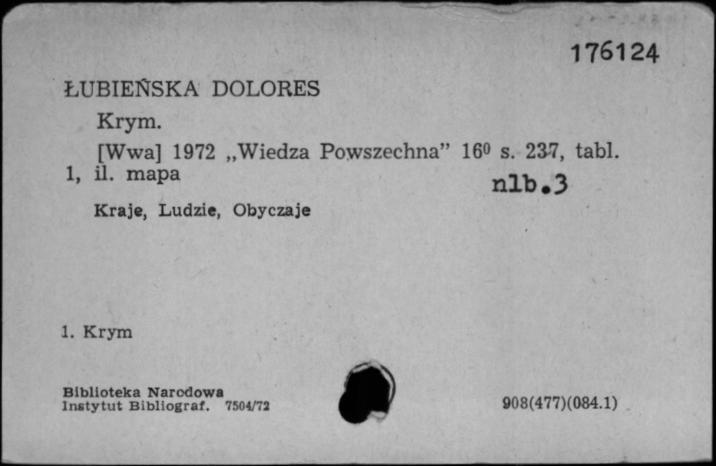 176124
ŁUBIEŃSKA DOLORES
Krym.
[Wwa] 1972 „Wiedza Powszechna” 16⁰ s. 237, tabl.
1, il. mapa
nlb.3
Kraje, Ludzie, Obyczaje
1. Krym
Biblioteka Narodowa
Instytut Bibliograf. 7504/72
908(477)(084.1)